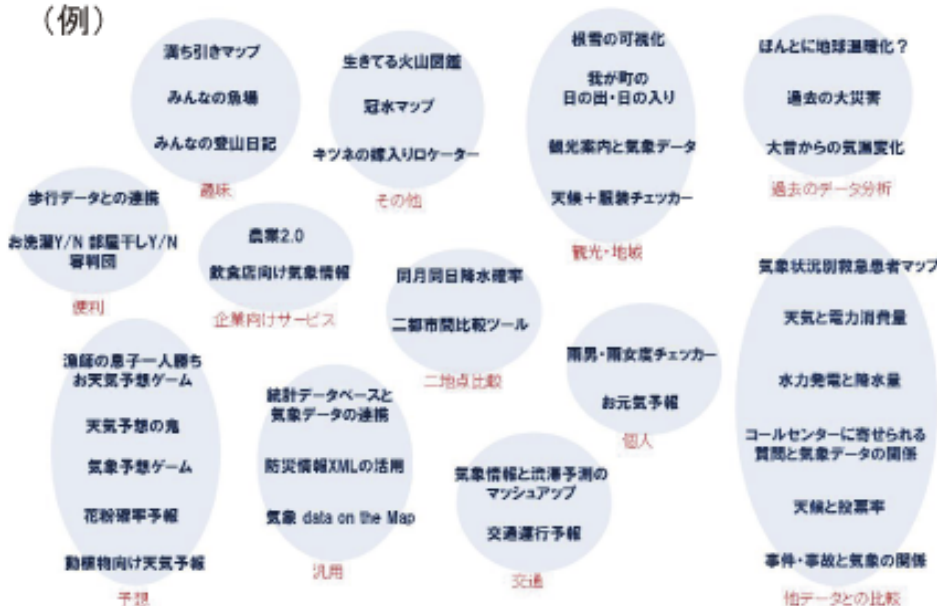 (例)
満ち引きマップ
みんなの魚場
みんなの登山日記
趣味
生きてる火山図鑑
冠水マップ
キツネの嫁入りロケーター
その他
根雪の可視化
我が町の
日の出・日の入り
観光案内と気象データ
天候+服装チェッカー
観光・地域
ほんとに地球温暖化?
過去の大災害
大昔からの気温変化
過去のデータ分析
歩行データとの連携
お洗濯Y/N 部屋干しY/N
審判団
便利
農業2.0
飲食店向け気象情報
企業向けサービス
同月同日降水確率
二都市間比較ツール
二地点比較
雨男・雨女度チェッカー
お元気予報
個人
気象状況別救急患者マップ
天気と電力消費量
水力発電と降水量
コールセンターに寄せられる
質問と気象データの関係
天候と投票率
事件・事故と気象の関係
他データとの比較
漁師の息子一人勝ち
お天気予想ゲーム
天気予想の鬼
気象予想ゲーム
花粉確率予報
動植物向け天気予報
予想
統計データベースと
気象データの連携
防災情報XMLの活用
気象 data on the Map
汎用
気象情報と渋滞予測の
マッシュアップ
交通運行予報
交通